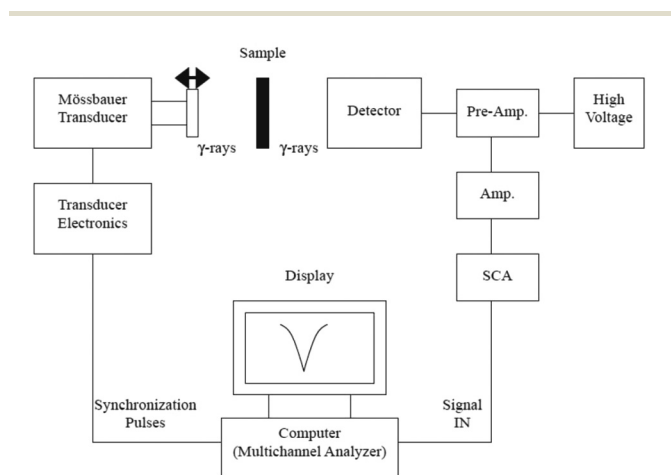 Sample
Mössbauer
Transducer
γ-rays
γ-rays
Detector
Pre-Amp.
High
Voltage
Transducer
Electronics
Amp.
SCA
Display
Synchronization
Pulses
Signal
IN
Computer
(Multichannel Analyzer)